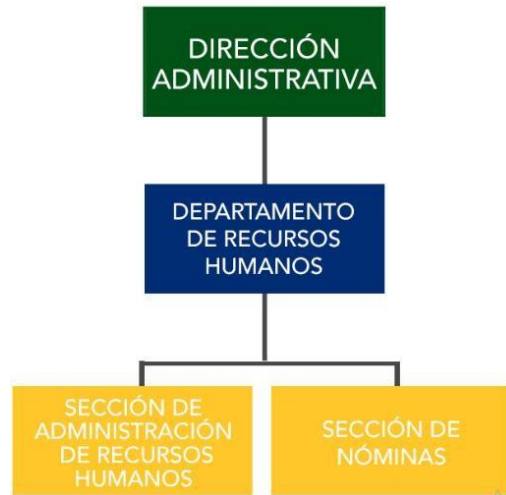 DIRECCIÓN
ADMINISTRATIVA
DEPARTAMENTO
DE RECURSOS
HUMANOS
SECCIÓN DE
ADMINISTRACIÓN
DE RECURSOS
HUMANOS
SECCIÓN DE
NÓMINAS